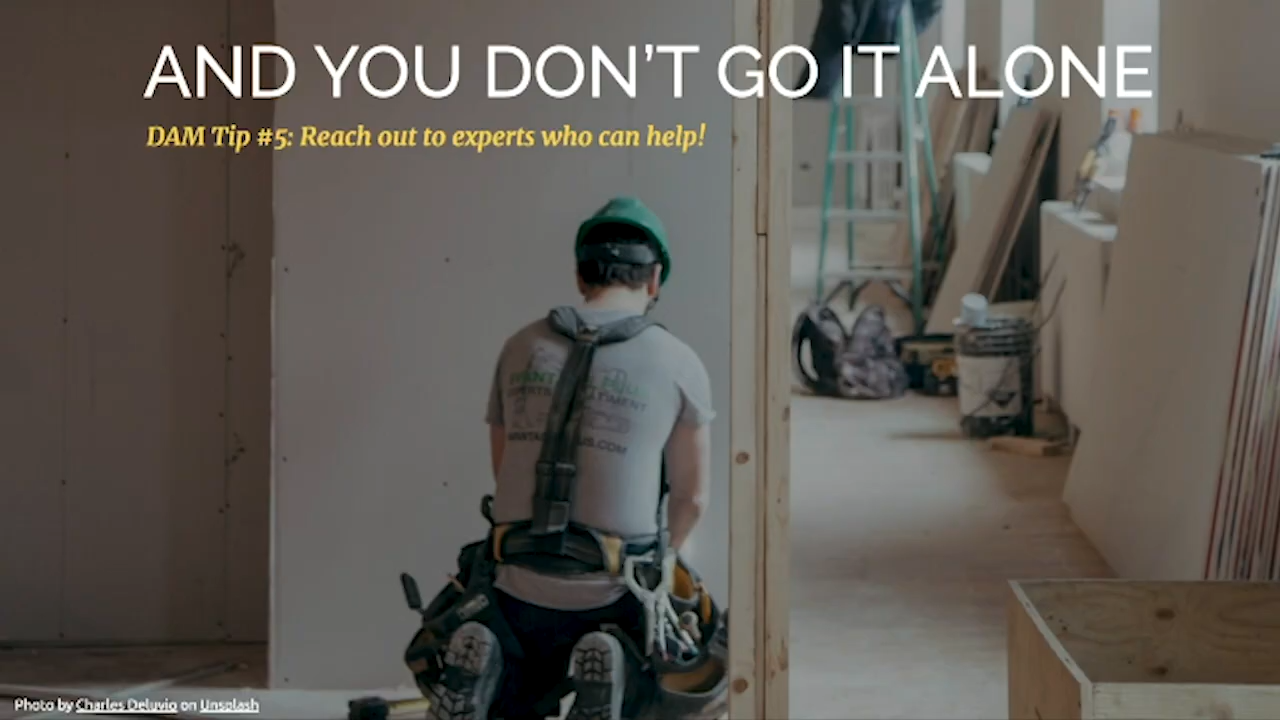 AND YOU DON'T GO IT ALONE
DAM Tip #5: Reach out to experts who can help!
Photo by Charles Deluvio on Unsplash